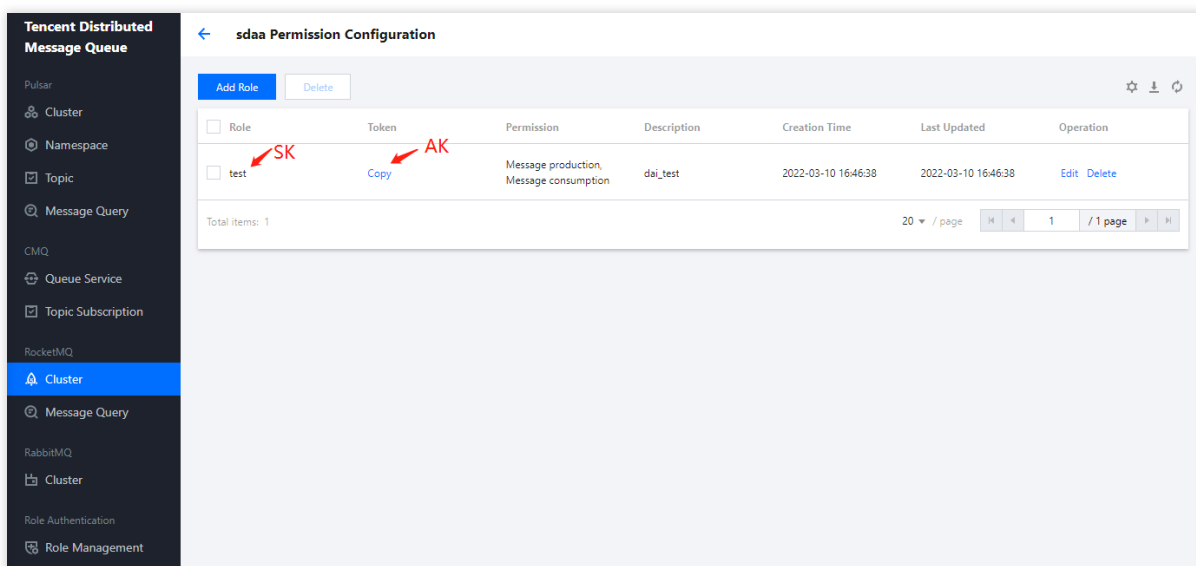 Tencent Distributed
Message Queue
Pulsar
Cluster
Namespace
Topic
Message Query
CMQ
Queue Service
Topic Subscription
RocketMQ
Cluster
Message Query
RabbitMQ
Cluster
Role Authentication
Role Management
sdaa Permission Configuration
Add Role Delete
Role Token Permission Description Creation Time Last Updated Operation
SK AK
test Copy Message production, Message consumption dai_test 2022-03-10 16:46:38 2022-03-10 16:46:38 Edit Delete
Total items: 1 20 / page 1 / 1 page